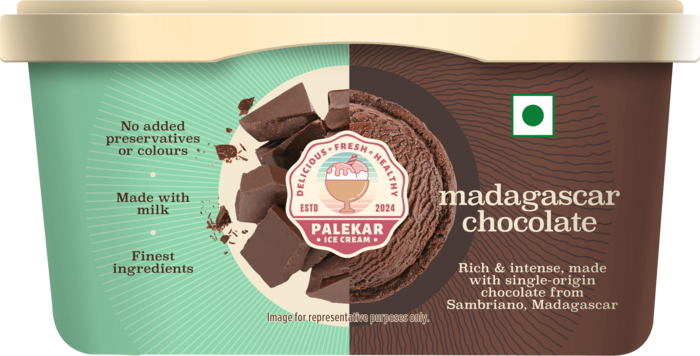 No added
preservatives
or colours
Made with
milk
Finest
ingredients
DELICIOUS • FRESH • HEALTHY
ESTD 2024
PALEKAR
• ICE CREAM •
madagascar
chocolate
Rich & intense, made
with single-origin
chocolate from
Sambriano, Madagascar
Image for representative purposes only.